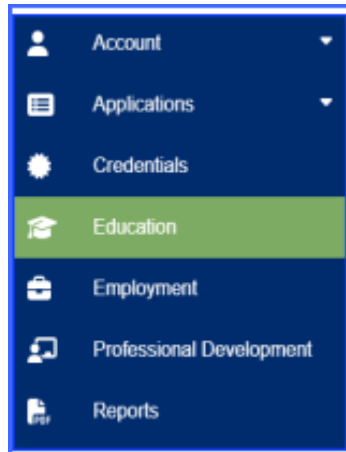 Account
Applications
Credentials
Education
Employment
Professional Development
Reports